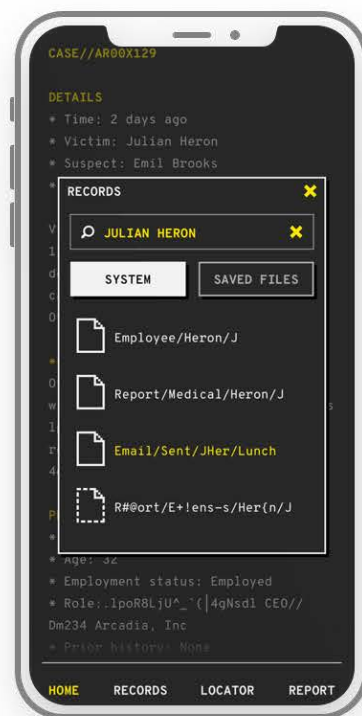 CASE//AR00X129
DETAILS
* Time: 2 days ago
* Victim: Julian Heron
* Suspect: Emil Brooks
RECORDS
JULIAN HERON
SYSTEM
SAVED FILES
Employee/Heron/J
Report/Medical/Heron/J
Email/Sent/JHer/Lunch
R#@ort/E+!ens-s/Her{n/J
* Age: 32
* Employment status: Employed
* Role:.lpoR8LjU^_`(|4gNsdl CEO//
Dm234 Arcadia, Inc
* Prior history: None
HOME
RECORDS
LOCATOR
REPORT